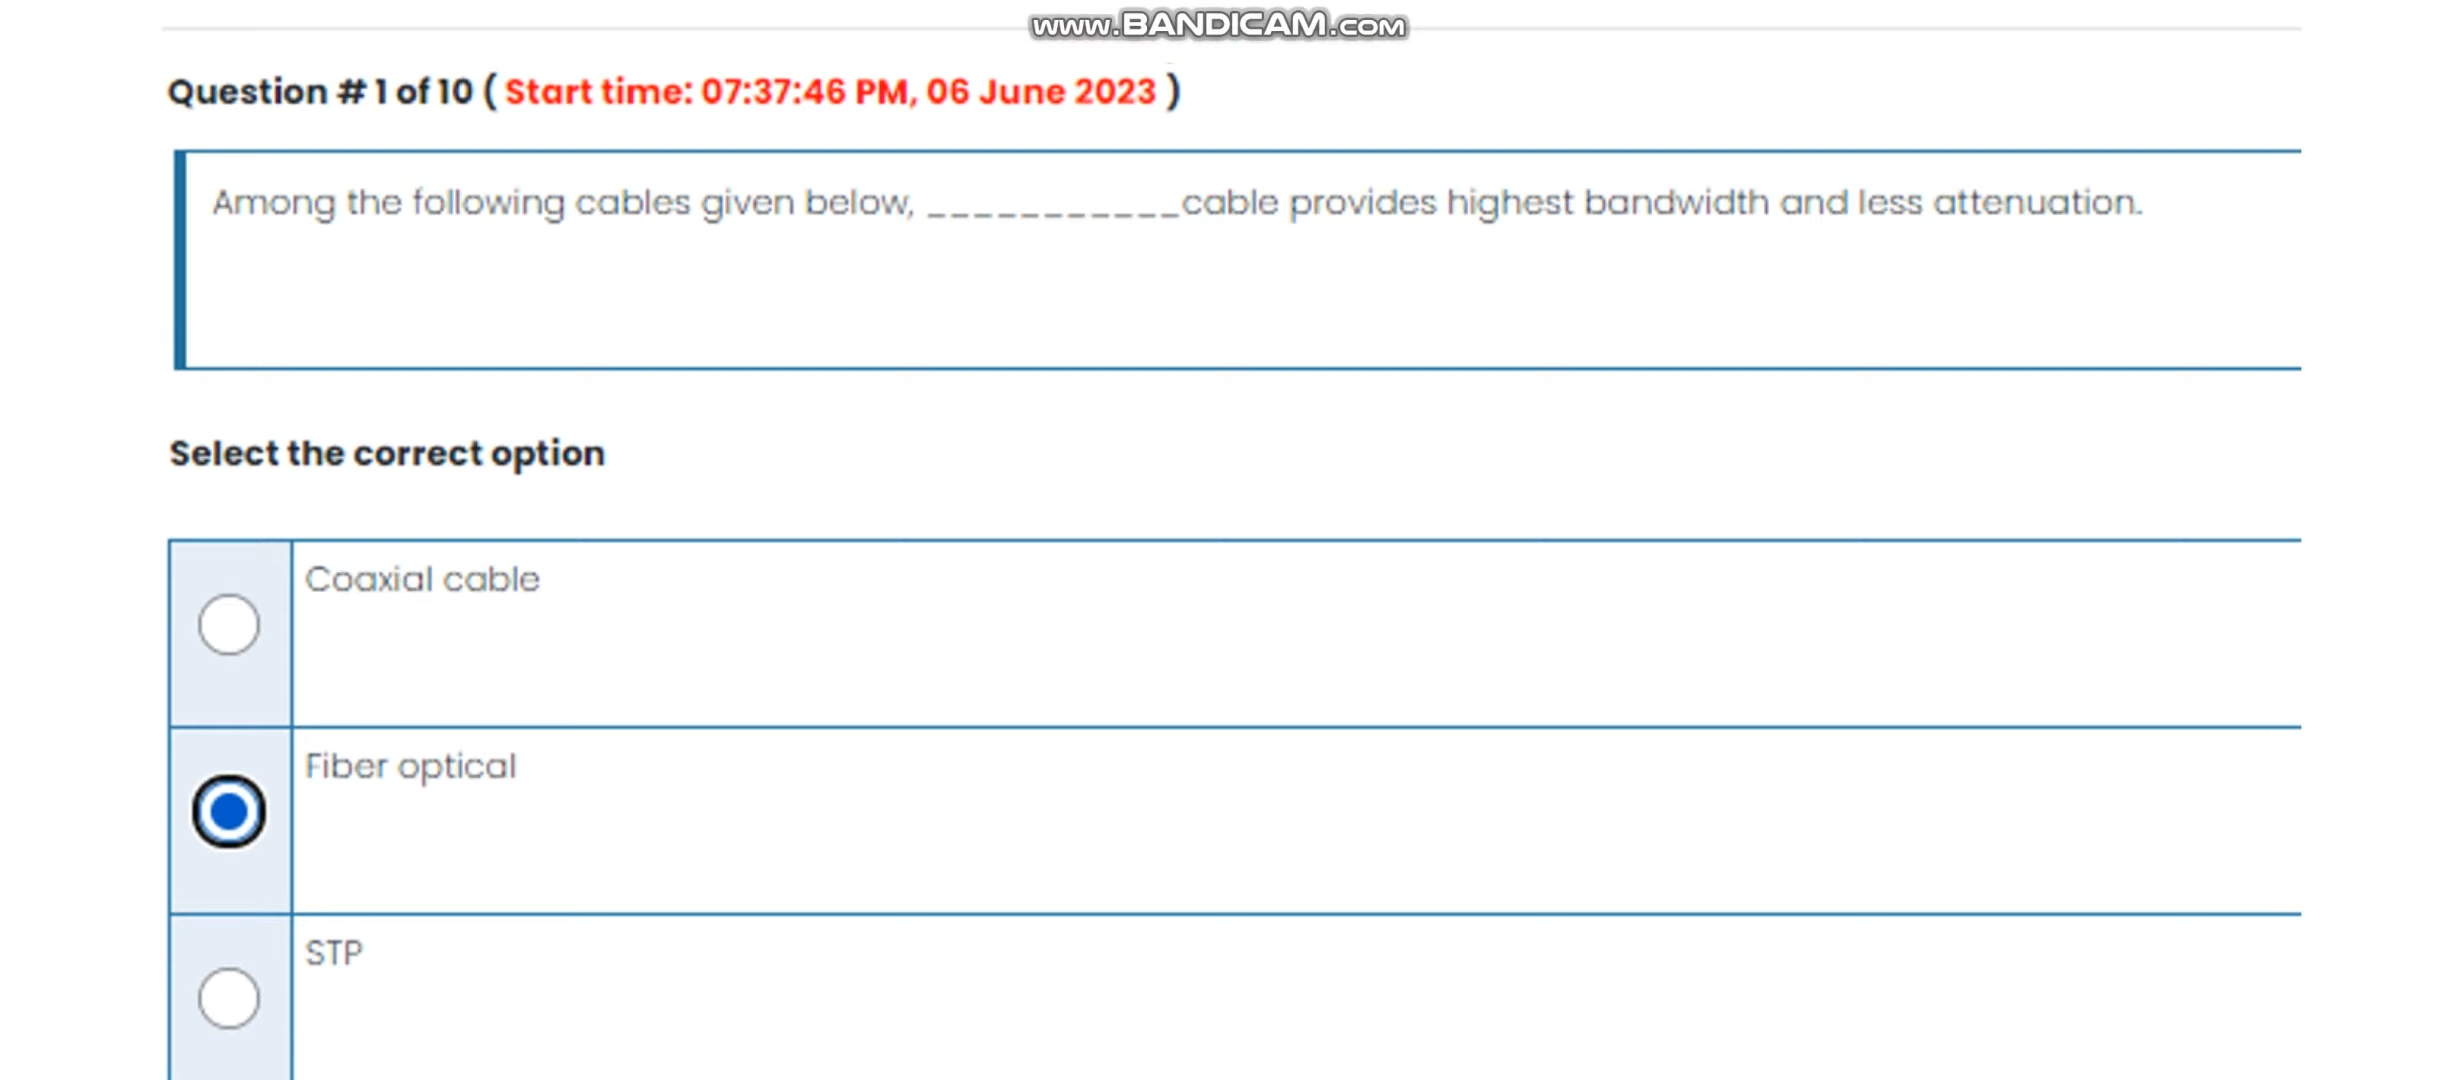 www.BANDICAM.com
Question # 1 of 10 ( Start time: 07:37:46 PM, 06 June 2023 )
Among the following cables given below, ___________cable provides highest bandwidth and less attenuation.
Select the correct option
Coaxial cable
Fiber optical
STP